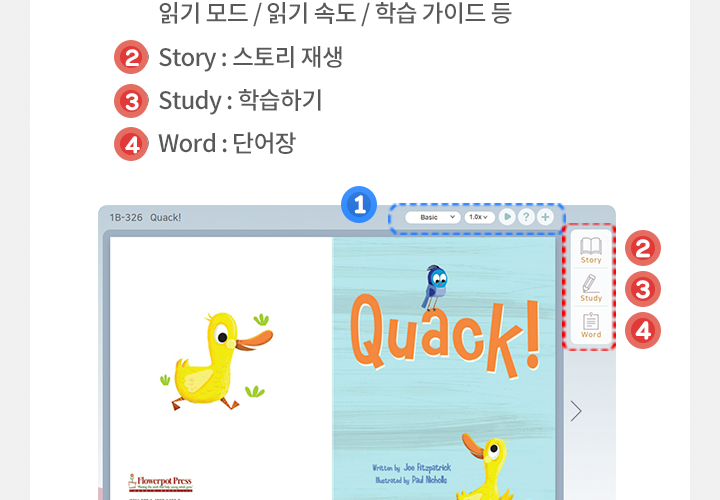 읽기 모드 / 읽기 속도 / 학습 가이드 등
2 Story : 스토리 재생
3 Study : 학습하기
4 Word : 단어장
1
1B-326 Quack!
Basic 1.0x ? +
Story 2
Study 3
Word 4
Quack!
Written by Joe Fitzpatrick
Illustrated by Paul Nicholls
Flowerpot Press